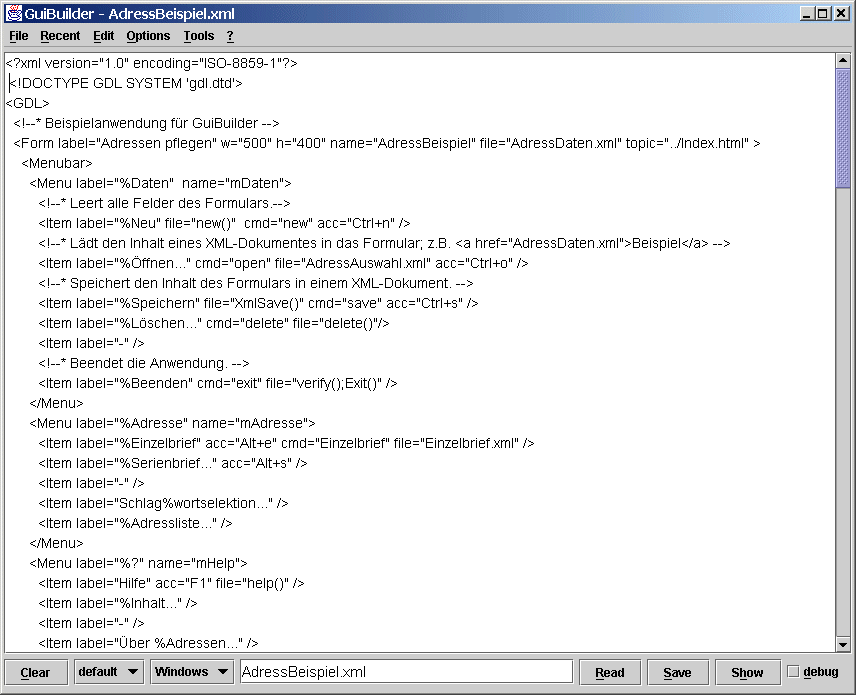 GuiBuilder - AdressBeispiel.xml
File Recent Edit Options Tools ?
<?xml version="1.0" encoding="ISO-8859-1"?>
<!DOCTYPE GDL SYSTEM 'gdl.dtd'>
<GDL>
<!--* Beispielanwendung für GuiBuilder -->
<Form label="Adressen pflegen" w="500" h="400" name="AdressBeispiel" file="AdressDaten.xml" topic="../Index.html" >
<Menubar>
<Menu label="%Daten"  name="mDaten">
<!--* Leert alle Felder des Formulars.-->
<Item label="%Neu" file="new()"  cmd="new" acc="Ctrl+n" />
<!--* Lädt den Inhalt eines XML-Dokumentes in das Formular; z.B. <a href="AdressDaten.xml">Beispiel</a> -->
<Item label="%Öffnen..." cmd="open" file="AdressAuswahl.xml" acc="Ctrl+o" />
<!--* Speichert den Inhalt des Formulars in einem XML-Document. -->
<Item label="%Speichern" file="XmlSave()" cmd="save" acc="Ctrl+s" />
<Item label="%Löschen..." cmd="delete" file="delete()"/>
<Item label="-" />
<!--* Beendet die Anwendung. -->
<Item label="%Beenden" cmd="exit" file="verify();Exit()" />
</Menu>
<Menu label="%Adresse" name="mAdresse">
<Item label="%Einzelbrief" acc="Alt+e" cmd="Einzelbrief" file="Einzelbrief.xml" />
<Item label="%Serienbrief..." acc="Alt+s" />
<Item label="-" />
<Item label="Schlag%wortselektion..." />
<Item label="%Adressliste..." />
</Menu>
<Menu label="%?" name="mHelp">
<Item label="Hilfe" acc="F1" file="help()" />
<Item label="%Inhalt..." />
<Item label="-" />
<Item label="Über %Adressen..." />
Clear default Windows AdressBeispiel.xml Read Save Show debug